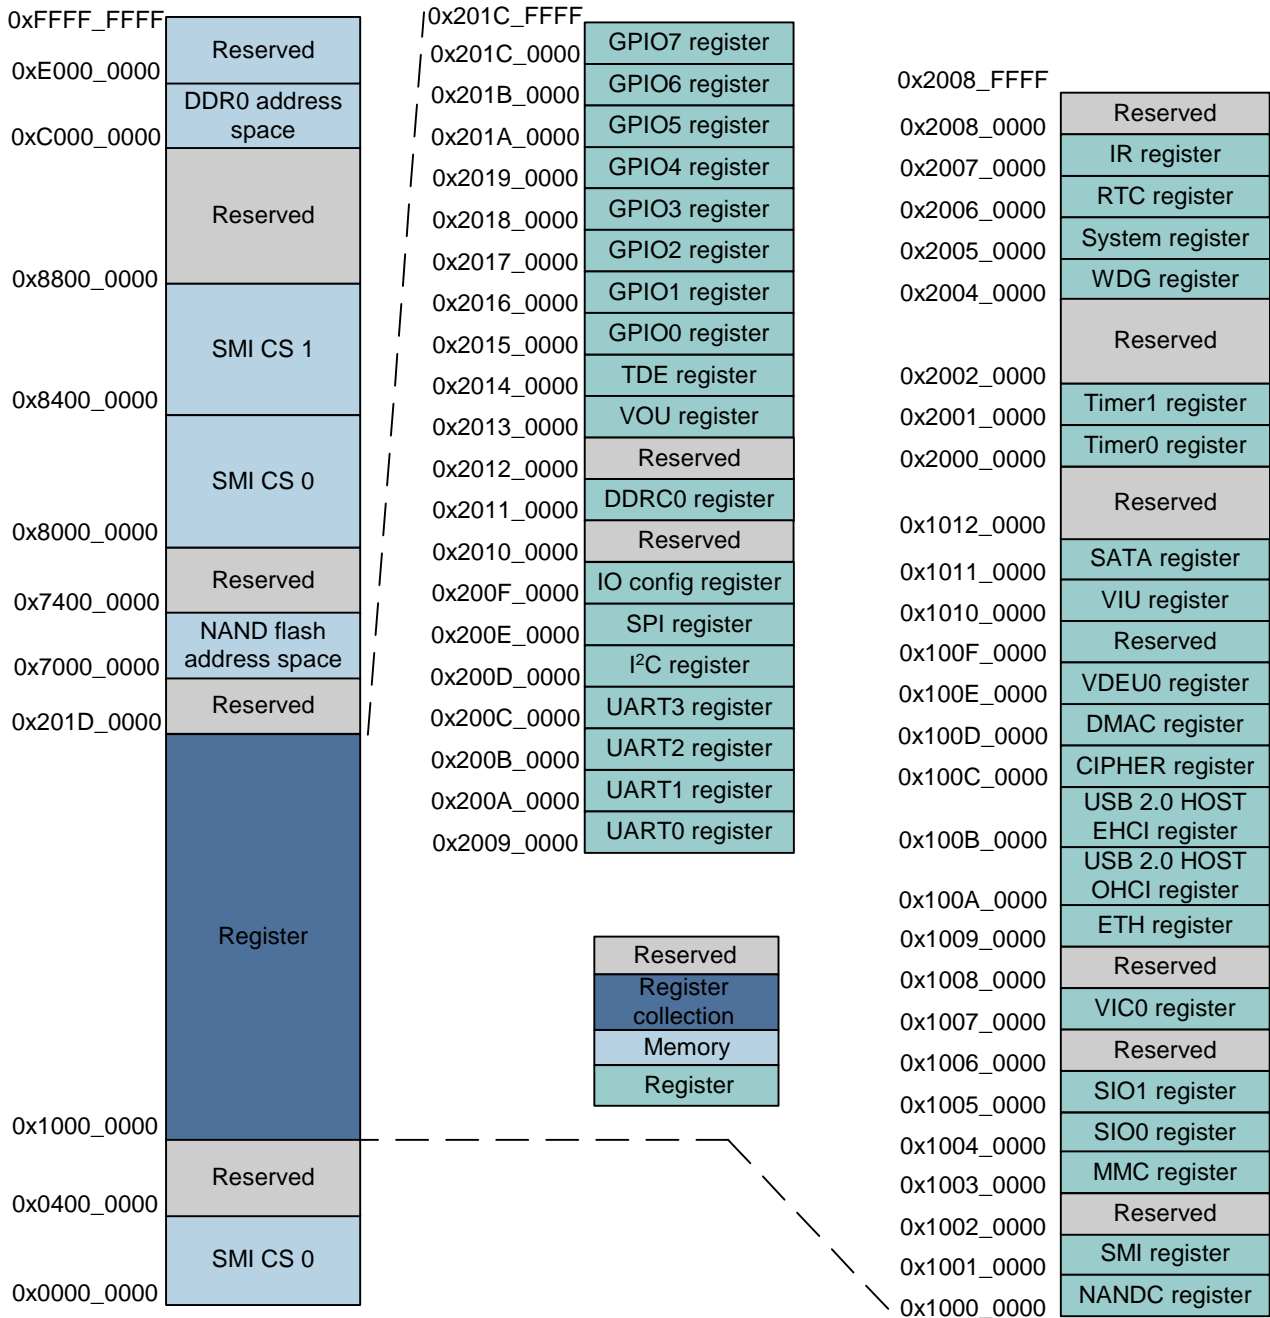 0xFFFF_FFFF
Reserved
0xE000_0000
DDR0 address
space
0xC000_0000
Reserved
0x8800_0000
SMI CS 1
0x8400_0000
SMI CS 0
0x8000_0000
Reserved
0x7400_0000
NAND flash
address space
0x7000_0000
Reserved
0x201D_0000
Register
0x1000_0000
Reserved
0x0400_0000
SMI CS 0
0x0000_0000
0x201C_FFFF
GPIO7 register
0x201C_0000
GPIO6 register
0x201B_0000
GPIO5 register
0x201A_0000
GPIO4 register
0x2019_0000
GPIO3 register
0x2018_0000
GPIO2 register
0x2017_0000
GPIO1 register
0x2016_0000
GPIO0 register
0x2015_0000
TDE register
0x2014_0000
VOU register
0x2013_0000
Reserved
0x2012_0000
DDRC0 register
0x2011_0000
Reserved
0x2010_0000
IO config register
0x200F_0000
SPI register
0x200E_0000
I²C register
0x200D_0000
UART3 register
0x200C_0000
UART2 register
0x200B_0000
UART1 register
0x200A_0000
UART0 register
0x2009_0000
Reserved
Register
collection
Memory
Register
0x2008_FFFF
Reserved
0x2008_0000
IR register
0x2007_0000
RTC register
0x2006_0000
System register
0x2005_0000
WDG register
0x2004_0000
Reserved
0x2002_0000
Timer1 register
0x2001_0000
Timer0 register
0x2000_0000
Reserved
0x1012_0000
SATA register
0x1011_0000
VIU register
0x1010_0000
Reserved
0x100F_0000
VDEU0 register
0x100E_0000
DMAC register
0x100D_0000
CIPHER register
0x100C_0000
USB 2.0 HOST
EHCI register
0x100B_0000
USB 2.0 HOST
OHCI register
0x100A_0000
ETH register
0x1009_0000
Reserved
0x1008_0000
VIC0 register
0x1007_0000
Reserved
0x1006_0000
SIO1 register
0x1005_0000
SIO0 register
0x1004_0000
MMC register
0x1003_0000
Reserved
0x1002_0000
SMI register
0x1001_0000
NANDC register
0x1000_0000